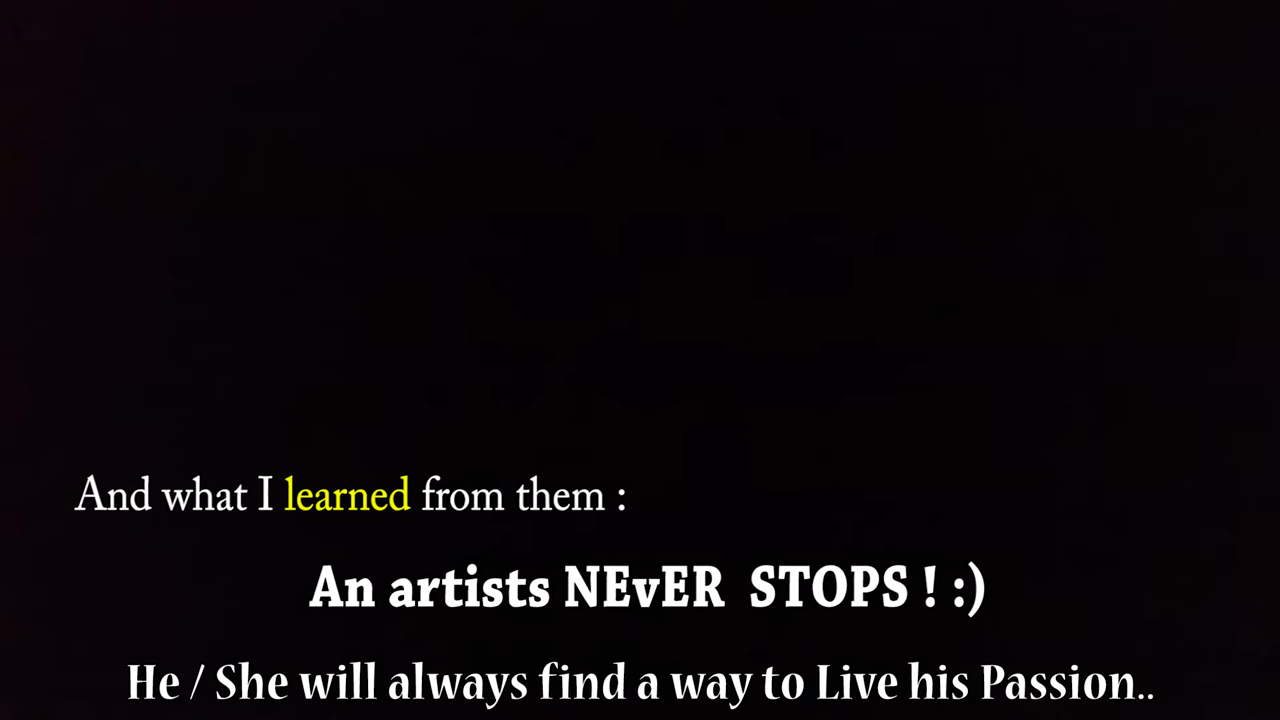 And what I learned from them :
An artists NEvER STOPS ! :)
He / She will always find a way to Live his Passion..